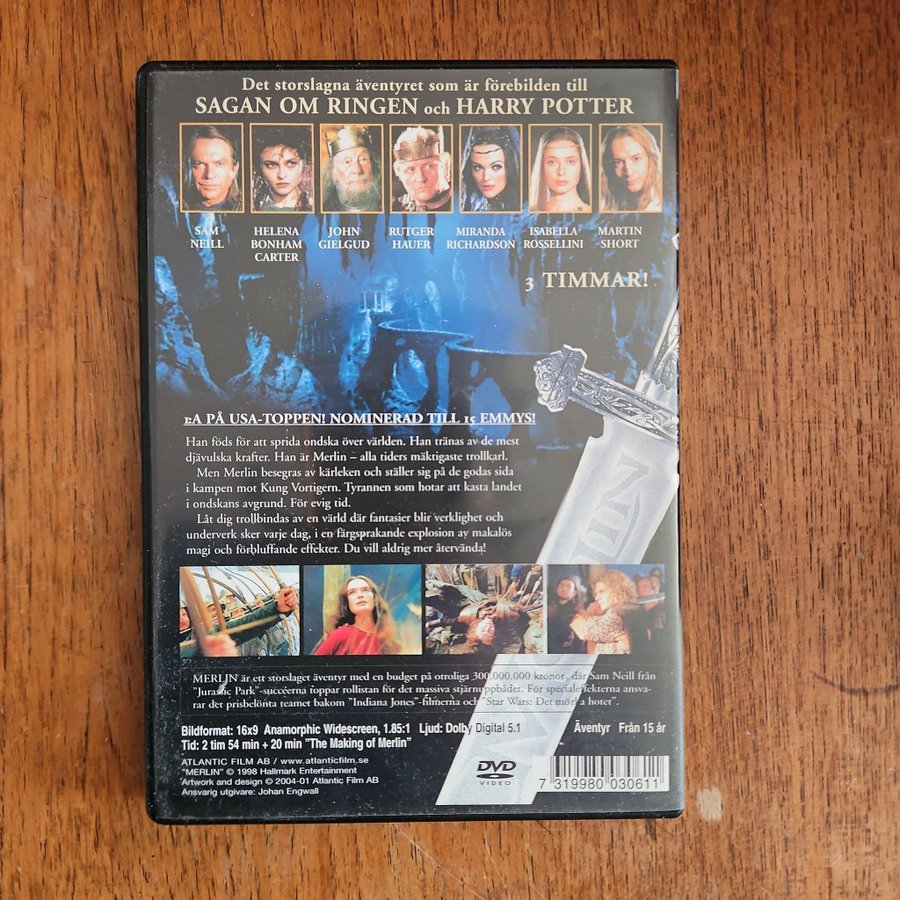 Det storslagna äventyret som är förebilden till
SAGAN OM RINGEN och HARRY POTTER
SAM NEILL
HELENA BONHAM CARTER
JOHN GIELGUD
RUTGER HAUER
MIRANDA RICHARDSON
ISABELLA ROSSELLINI
MARTIN SHORT
3 TIMMAR!
1:A PÅ USA-TOPPEN! NOMINERAD TILL 15 EMMYS!
Han föds för att sprida ondska över världen. Han tränas av de mest
djävulska krafter. Han är Merlin – alla tiders mäktigaste trollkarl.
Men Merlin besegras av kärleken och ställer sig på de godas sida
i kampen mot Kung Vortigern. Tyrannen som hotar att kasta landet
i ondskans avgrund. För evig tid.
Låt dig trollbindas av en värld där fantasier blir verklighet och
underverk sker varje dag, i en färgsprakande explosion av makalös
magi och förbluffande effekter. Du vill aldrig mer återvända!
MERLIN är ett storslaget äventyr med en budget på otroliga 300.000.000 kronor, där Sam Neill från
"Jurassic Park"-succéerna toppar rollistan för det massiva stjärnuppbådet. För specialeffekterna ansva-
rar det prisbelönta teamet bakom "Indiana Jones"-filmerna och "Star Wars: Det mörka hotet".
Bildformat: 16x9 Anamorphic Widescreen, 1.85:1 Ljud: Dolby Digital 5.1 Äventyr Från 15 år
Tid: 2 tim 54 min + 20 min "The Making of Merlin"
ATLANTIC FILM AB / www.atlanticfilm.se
"MERLIN" © 1998 Hallmark Entertainment
Artwork and design © 2004-01 Atlantic Film AB
Ansvarig utgivare: Johan Engwall
DVD
VIDEO
7 319980 030611